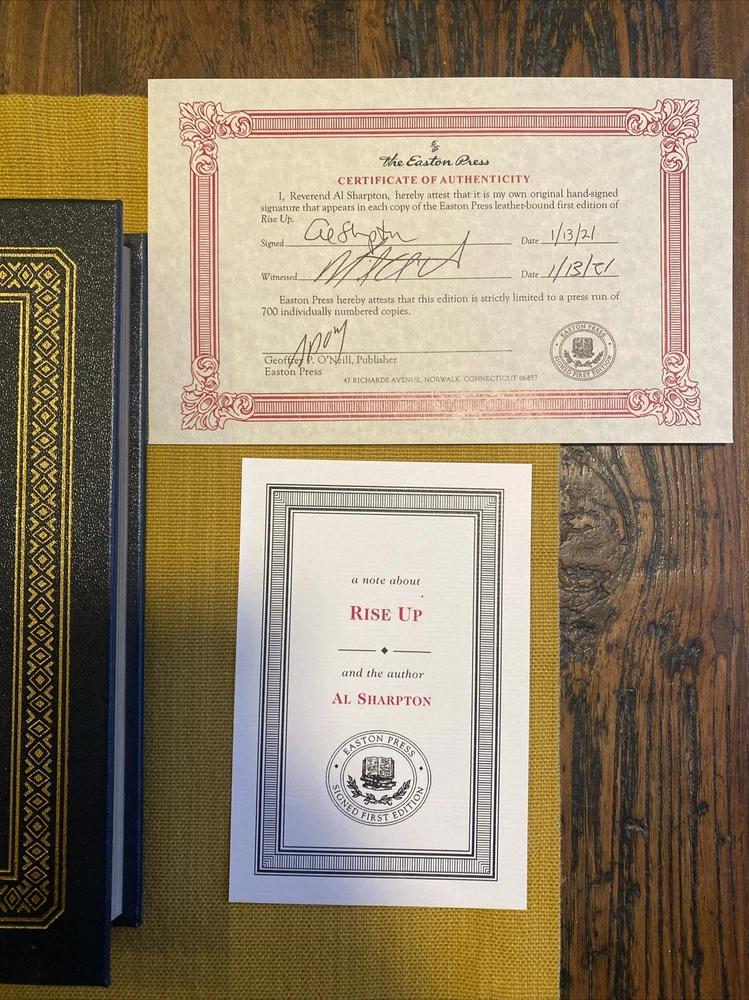 The Easton Press
CERTIFICATE OF AUTHENTICITY
I, Reverend Al Sharpton, hereby attest that it is my own original hand-signed
signature that appears in each copy of the Easton Press leather-bound first edition of
Rise Up.
Signed Al Sharpton Date 1/13/21
Witnessed Date 1/13/21
Easton Press hereby attests that this edition is strictly limited to a press run of
700 individually numbered copies.
Geoffrey P. O'Neill, Publisher
Easton Press
47 RICHARDS AVENUE, NORWALK, CONNECTICUT 06857
EASTON PRESS
SIGNED FIRST EDITION
a note about
RISE UP
and the author
AL SHARPTON
EASTON PRESS
SIGNED FIRST EDITION